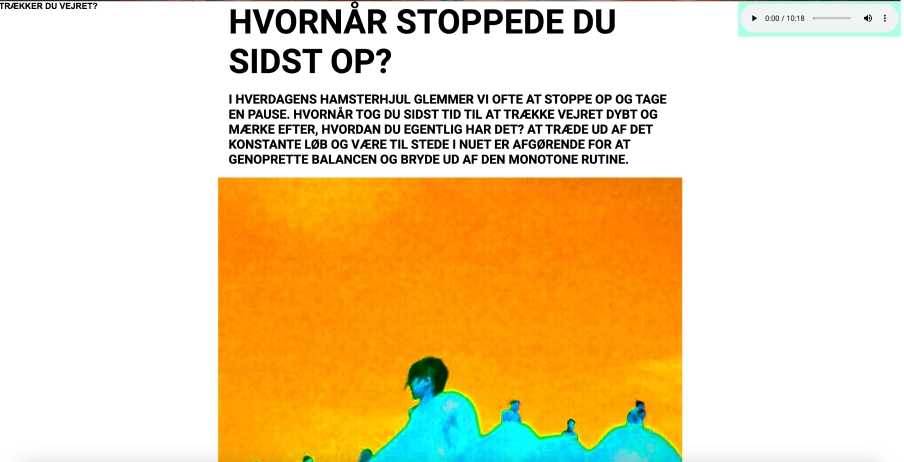 TRÆKKER DU VEJRET?
HVORNÅR STOPPEDE DU
SIDST OP?
0:00 / 10:18
I HVERDAGENS HAMSTERHJUL GLEMMER VI OFTE AT STOPPE OP OG TAGE
EN PAUSE. HVORNÅR TOG DU SIDST TID TIL AT TRÆKKE VEJRET DYBT OG
MÆRKE EFTER, HVORDAN DU EGENTLIG HAR DET? AT TRÆDE UD AF DET
KONSTANTE LØB OG VÆRE TIL STEDE I NUET ER AFGØRENDE FOR AT
GENOPRETTE BALANCEN OG BRYDE UD AF DEN MONOTONE RUTINE.